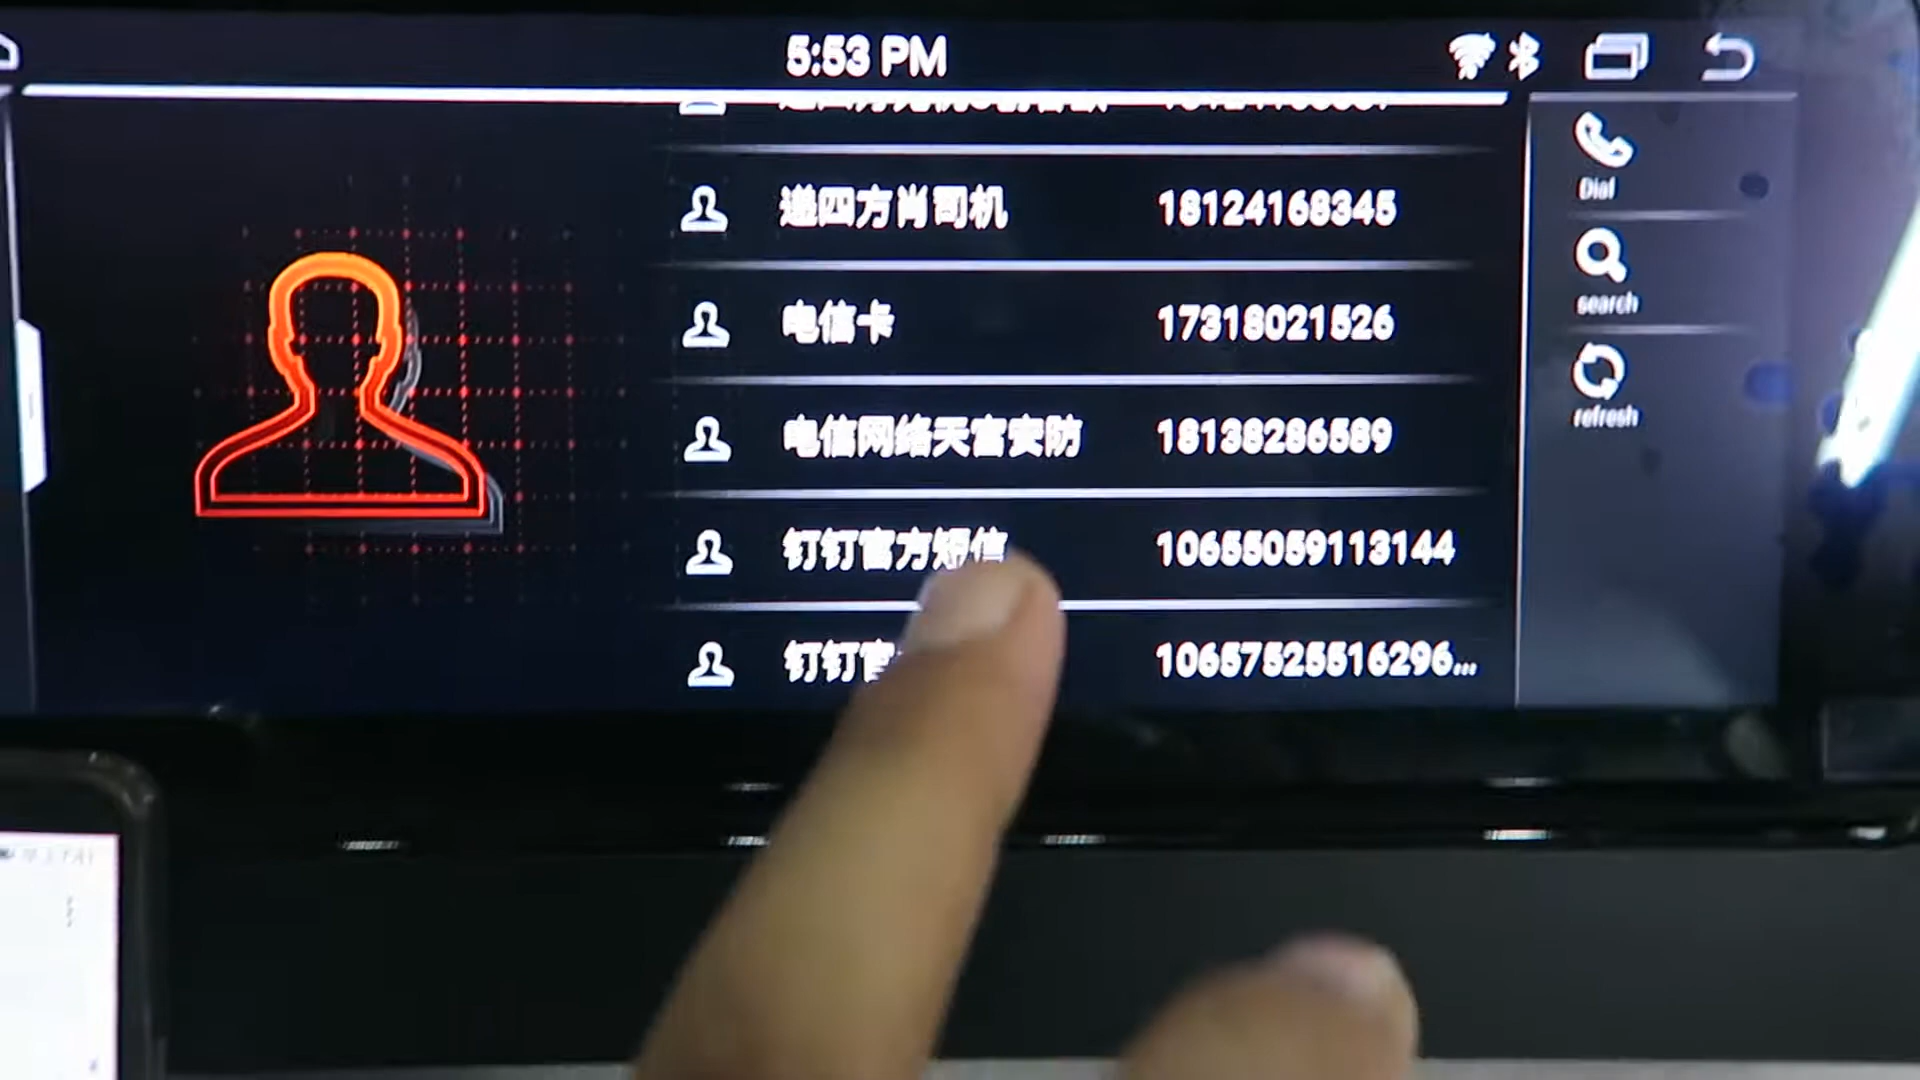 5:53 PM
递四方肖司机 18124168345
电信卡 17318021526
电信网络天宫安防 18138286589
钉钉官方短信 10655059113144
钉钉官 10657525516296...
Dial
search
refresh